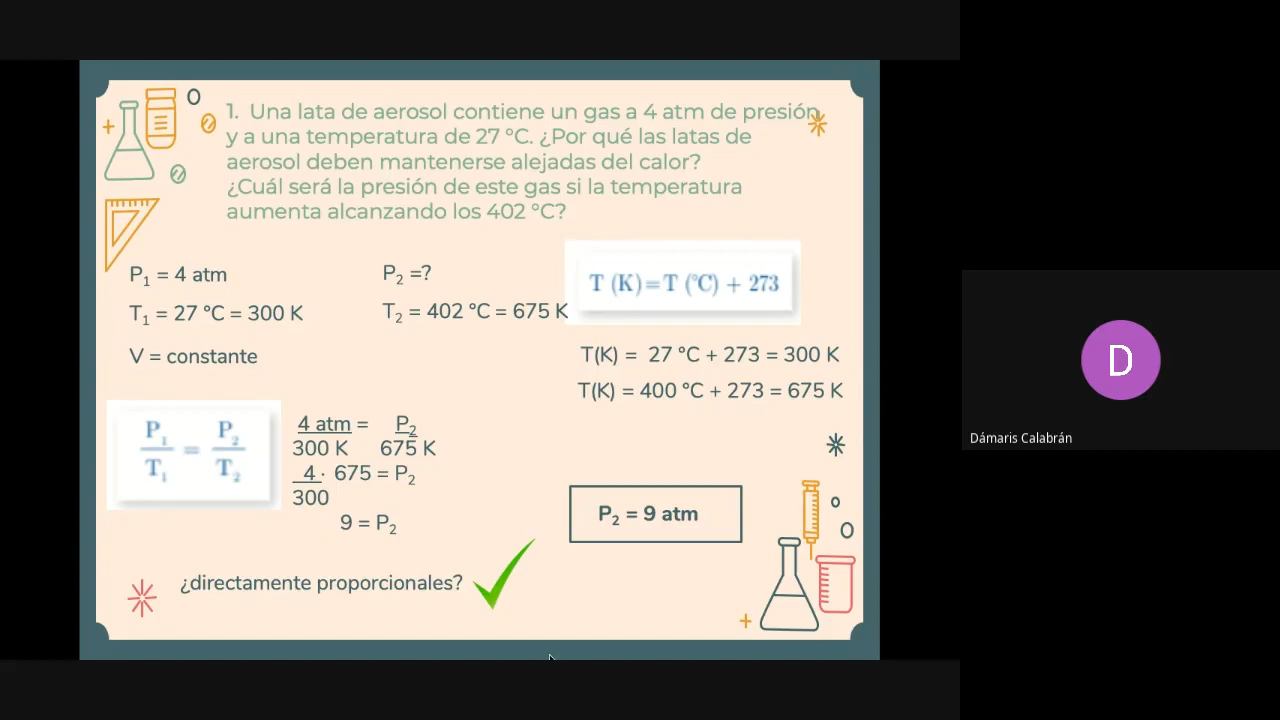 1. Una lata de aerosol contiene un gas a 4 atm de presión,
y a una temperatura de 27 °C. ¿Por qué las latas de
aerosol deben mantenerse alejadas del calor?
¿Cuál será la presión de este gas si la temperatura
aumenta alcanzando los 402 °C?
P₁ = 4 atm
P₂ =?
T (K)=T (°C) + 273
T₁ = 27 °C = 300 K
T₂ = 402 °C = 675 K
V = constante
T(K) = 27 °C + 273 = 300 K
T(K) = 400 °C + 273 = 675 K
P₁ = P₂
T₁ T₂
4 atm = P₂
300 K 675 K
4 · 675 = P₂
300
9 = P₂
P₂ = 9 atm
¿directamente proporcionales?
D
Dámaris Calabrán